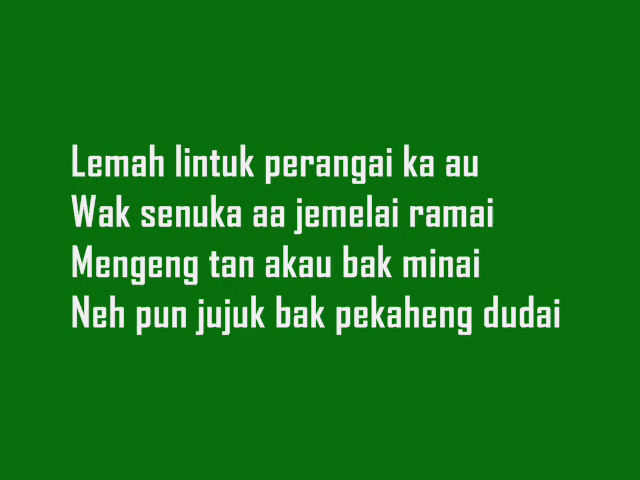 Lemah lintuk perangai ka au
Wak senuka aa jemelai ramai
Mengeng tan akau bak minai
Neh pun jujuk bak pekaheng dudai